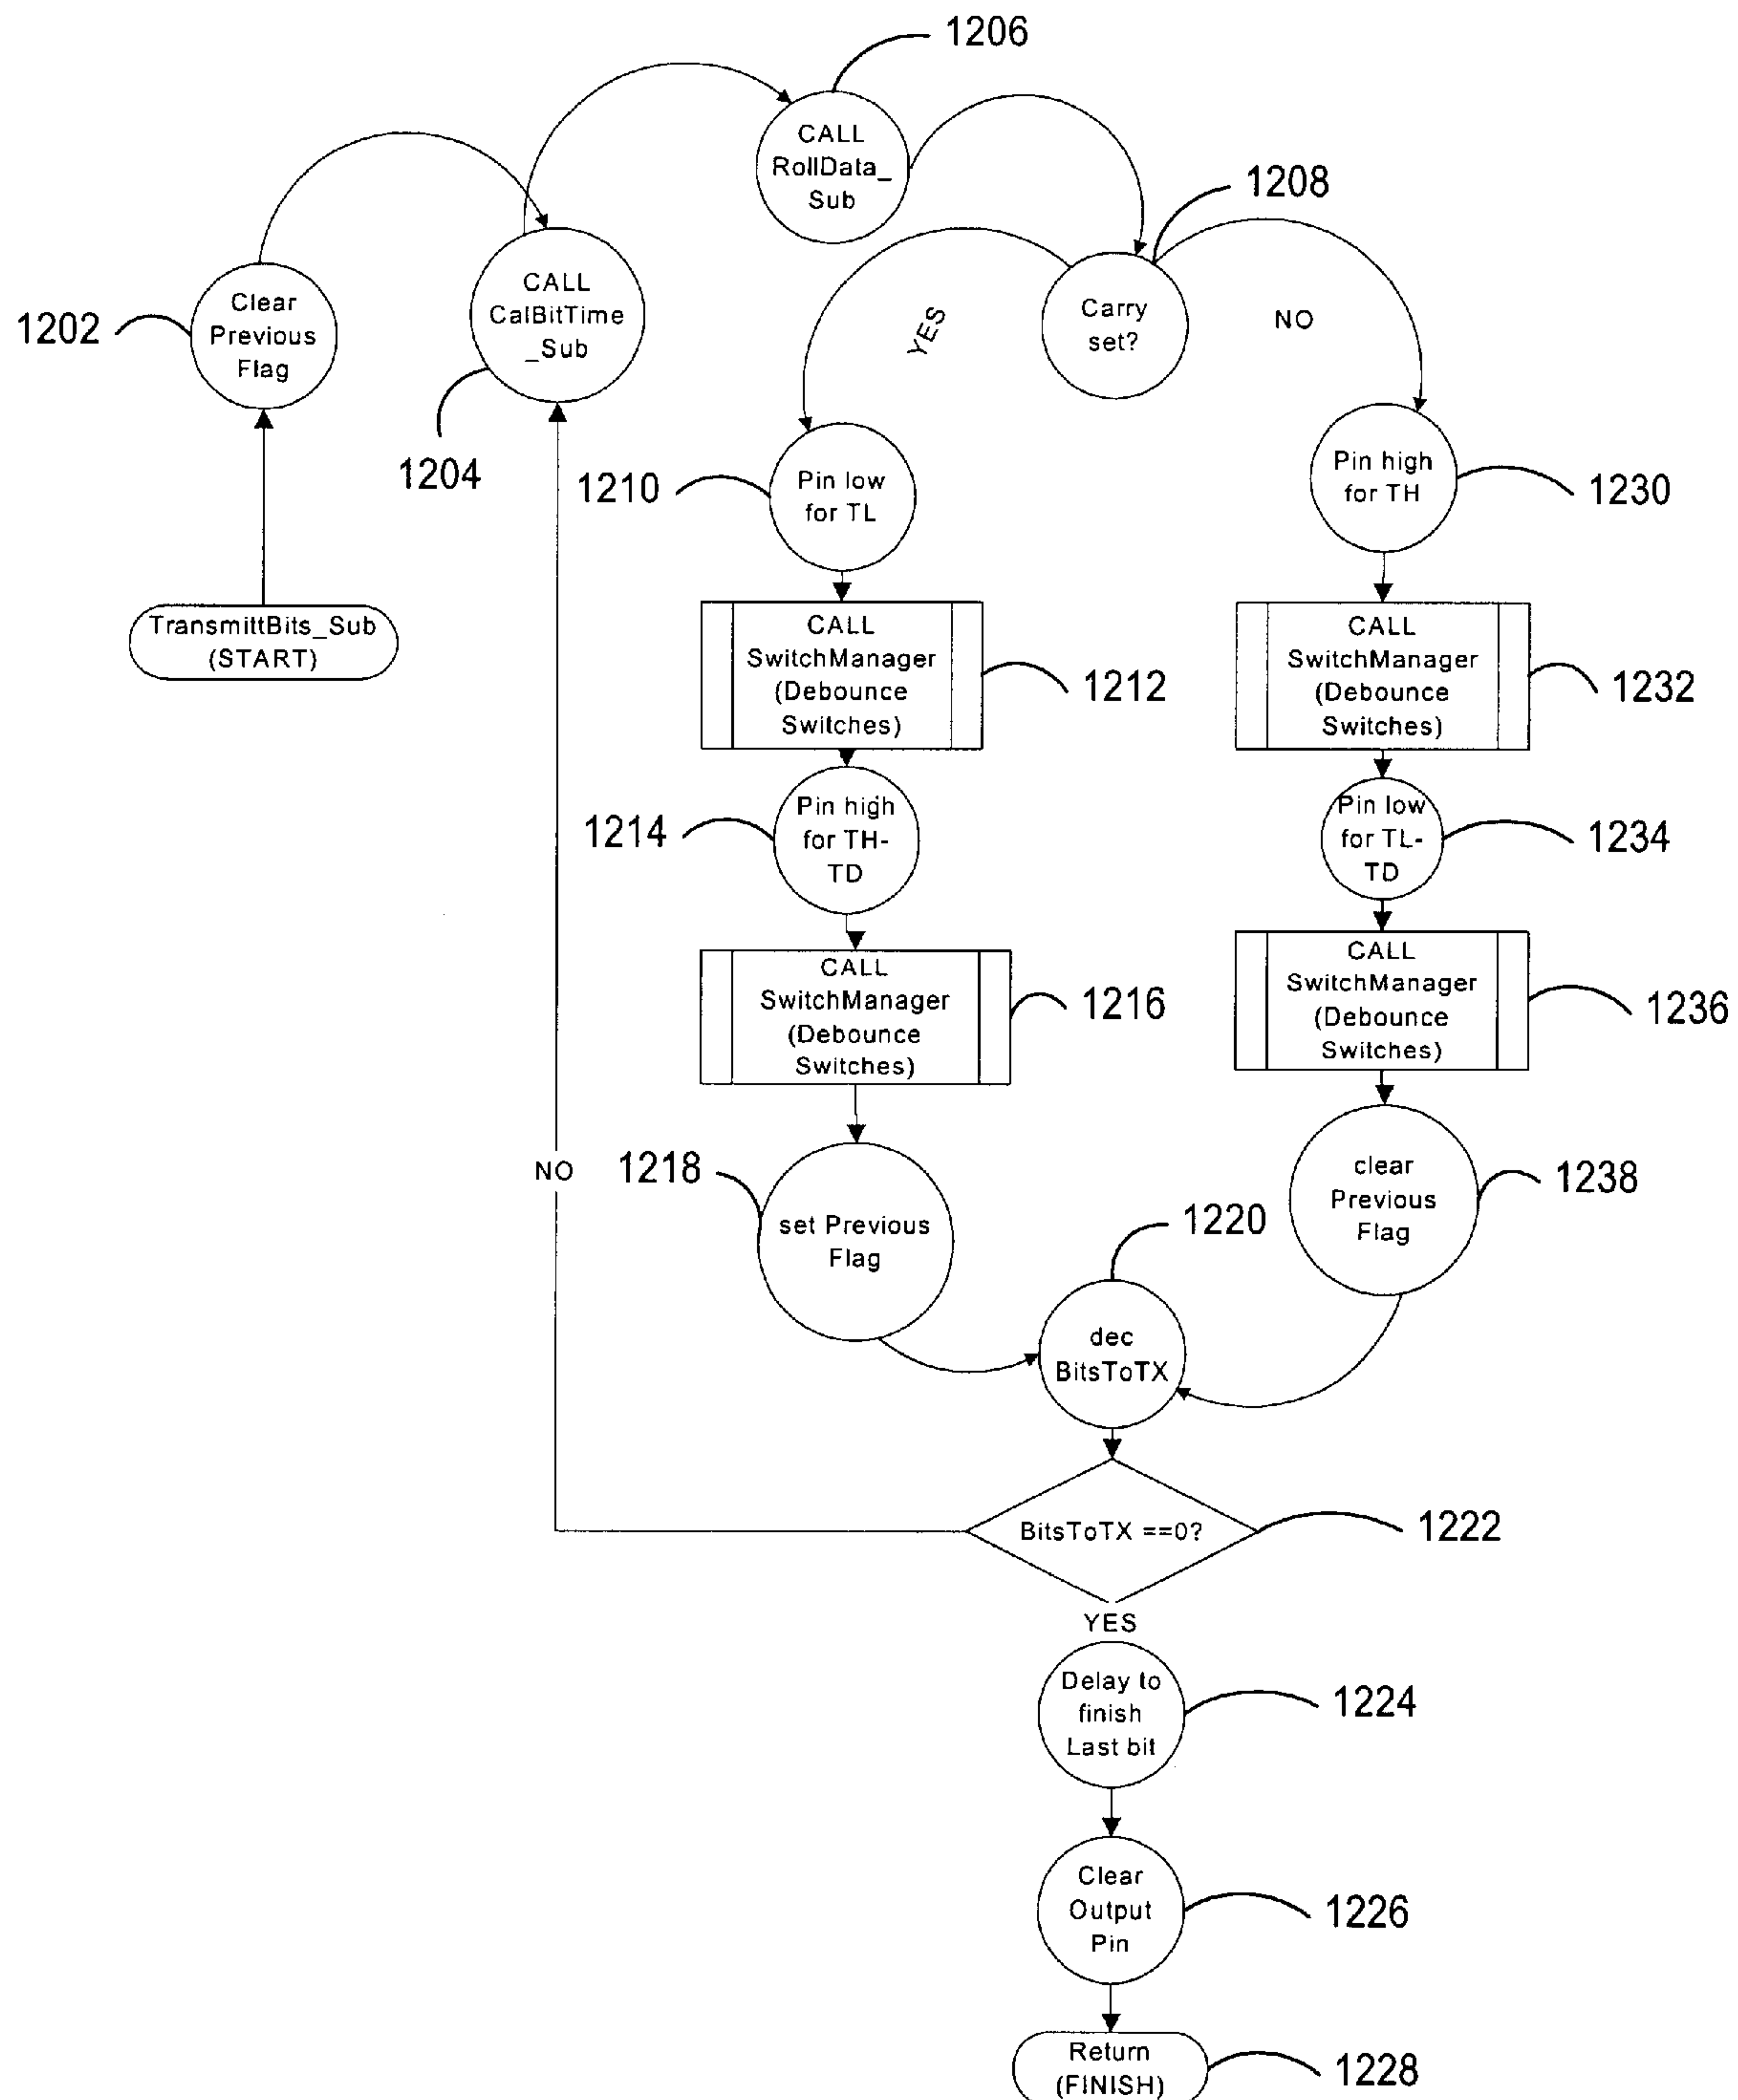 1206
CALL
RollData_
Sub
1208
Clear
Previous
Flag
1202
CALL
CalBitTime
_Sub
1204
Carry
set?
YES
NO
TransmittBits_Sub
(START)
Pin low
for TL
1210
Pin high
for TH
1230
CALL
SwitchManager
(Debounce
Switches)
1212
CALL
SwitchManager
(Debounce
Switches)
1232
Pin high
for TH-
TD
1214
Pin low
for TL-
TD
1234
CALL
SwitchManager
(Debounce
Switches)
1216
CALL
SwitchManager
(Debounce
Switches)
1236
NO
1218
set Previous
Flag
clear
Previous
Flag
1238
1220
dec
BitsToTX
BitsToTX ==0?
1222
YES
Delay to
finish
Last bit
1224
Clear
Output
Pin
1226
Return
(FINISH)
1228